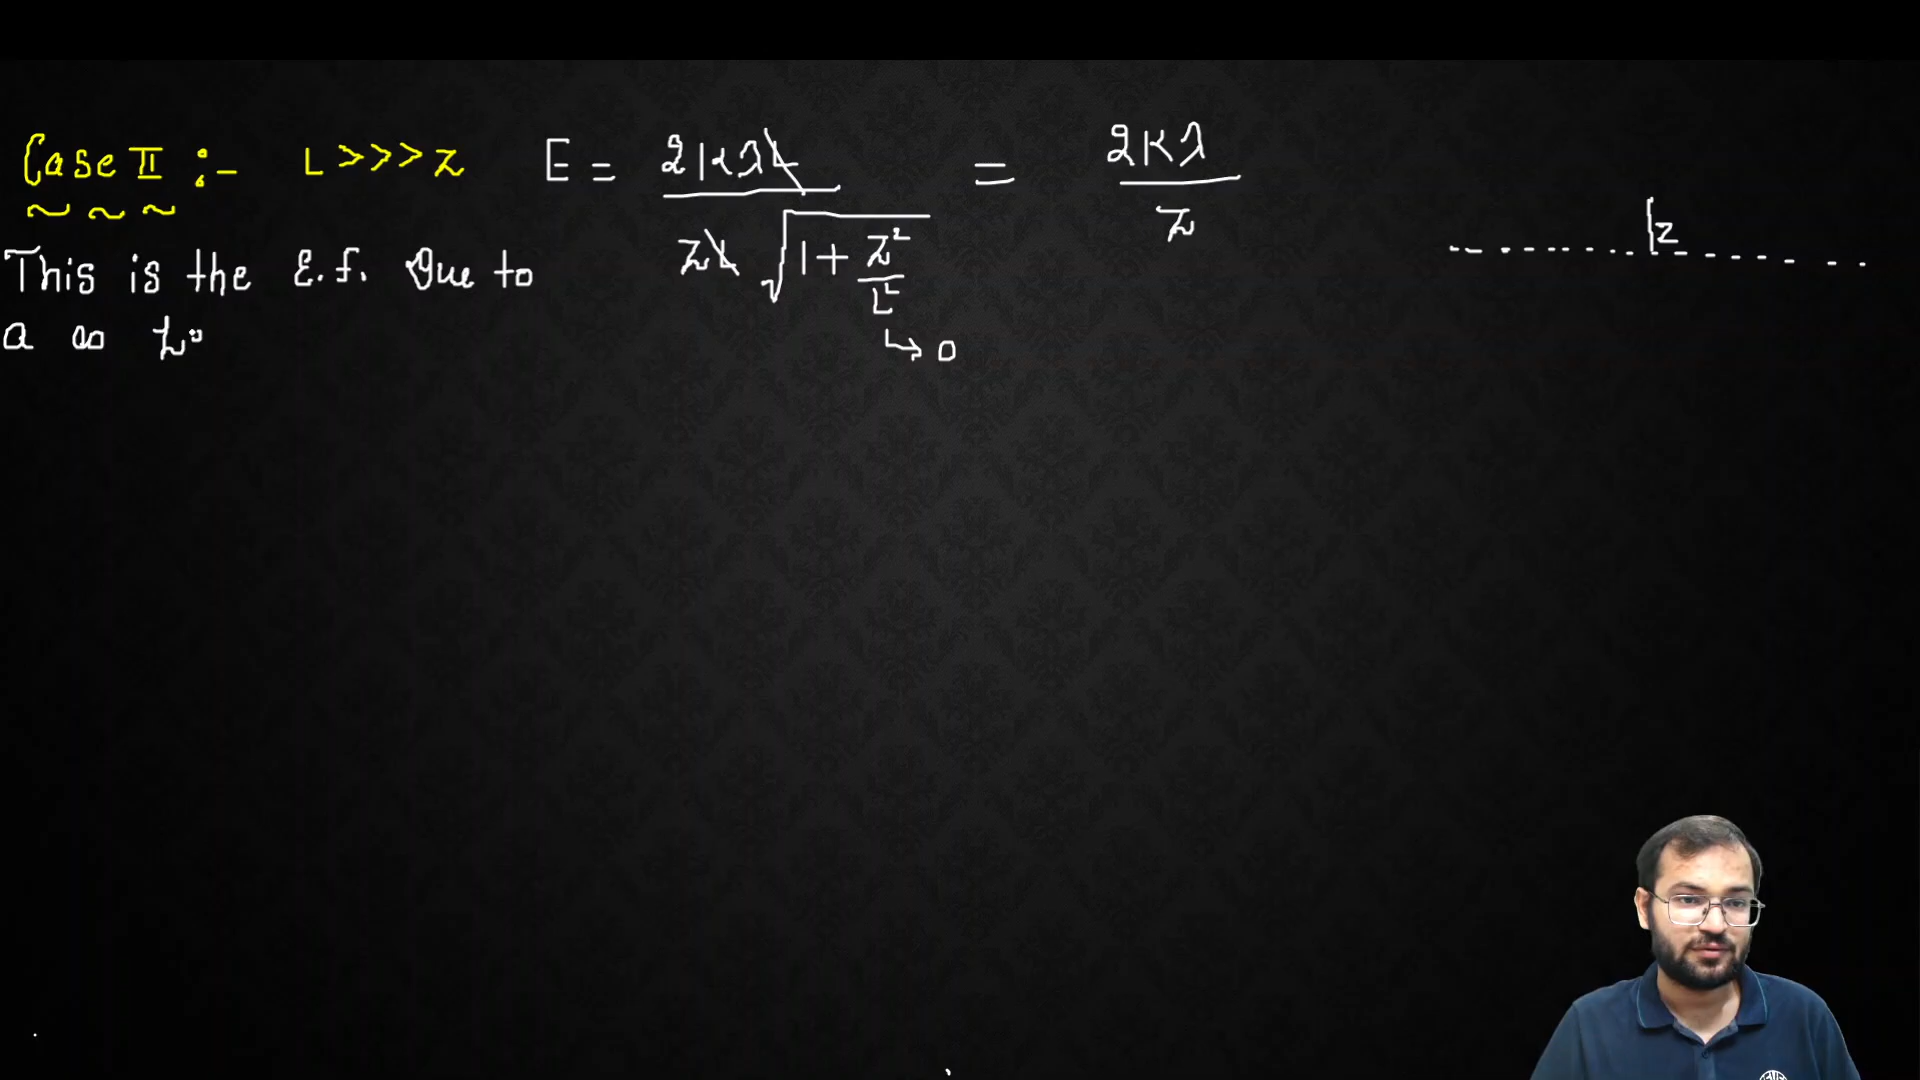 Case II :- L >>> z E = 2kλL / zL √(1 + z²/L²) = 2kλ / z
→ 0
z
This is the E.f. Due to
a ∞